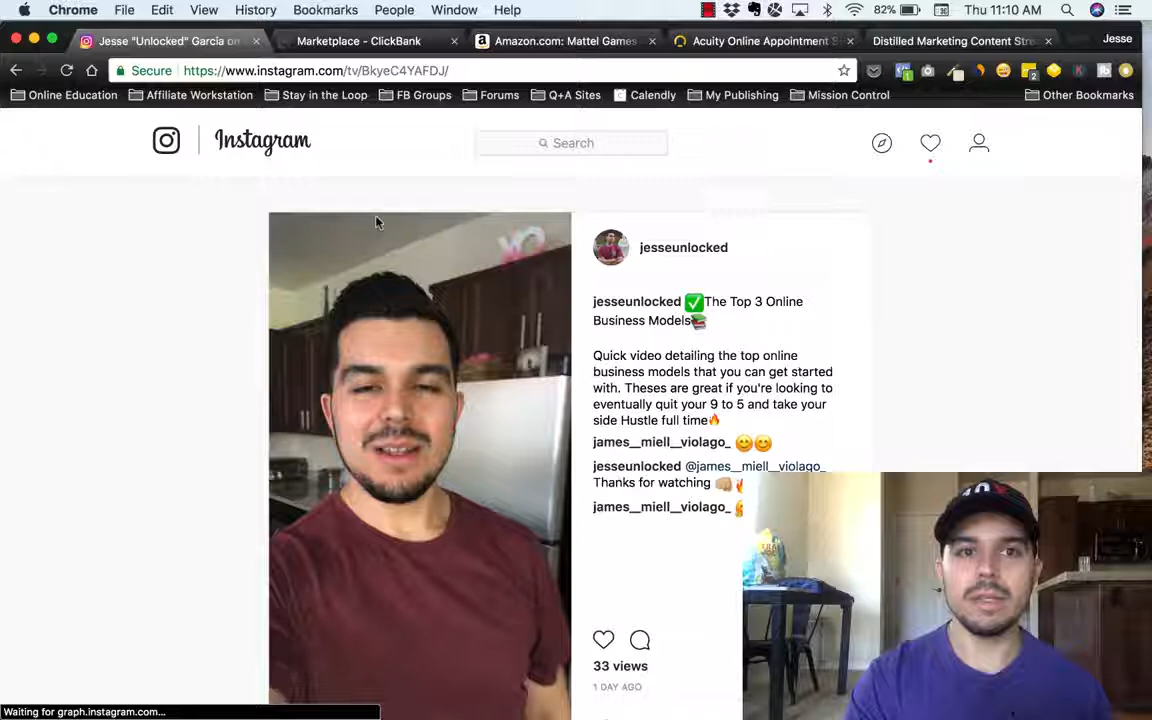 Chrome File Edit View History Bookmarks People Window Help 82% Thu 11:10 AM
Jesse "Unlocked" Garcia on Marketplace - ClickBank Amazon.com: Mattel Games Acuity Online Appointment S Distilled Marketing Content Stra Jesse
Secure https://www.instagram.com/tv/BkyeC4YAFDJ/
Online Education Affiliate Workstation Stay in the Loop FB Groups Forums Q+A Sites Calendly My Publishing Mission Control Other Bookmarks
Instagram Search
jesseunlocked
jesseunlocked ✅The Top 3 Online
Business Models📚
Quick video detailing the top online
business models that you can get started
with. Theses are great if you're looking to
eventually quit your 9 to 5 and take your
side Hustle full time🔥
james__miell__violago_ 😊😊
jesseunlocked @james__miell__violago_
Thanks for watching 👊🏼
james__miell__violago_
33 views
1 DAY AGO
Waiting for graph.instagram.com...